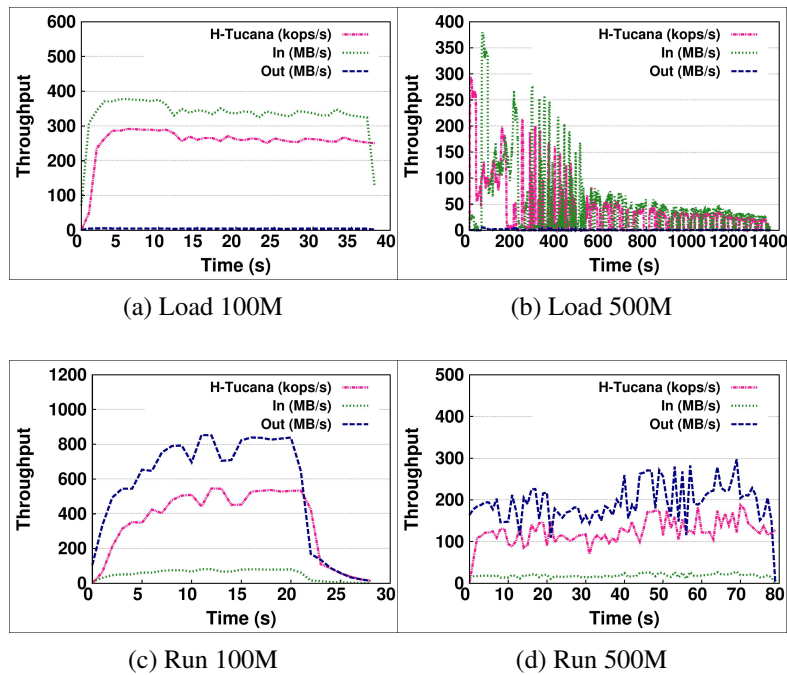 H-Tucana (kops/s)
In (MB/s)
Out (MB/s)
Throughput
600
500
400
300
200
100
0
0 5 10 15 20 25 30 35 40
Time (s)
(a) Load 100M
H-Tucana (kops/s)
In (MB/s)
Out (MB/s)
Throughput
400
350
300
250
200
150
100
50
0
0 200 400 600 800 1000 1200 1400
Time (s)
(b) Load 500M
H-Tucana (kops/s)
In (MB/s)
Out (MB/s)
Throughput
1200
1000
800
600
400
200
0
0 5 10 15 20 25 30
Time (s)
(c) Run 100M
H-Tucana (kops/s)
In (MB/s)
Out (MB/s)
Throughput
500
400
300
200
100
0
0 10 20 30 40 50 60 70 80
Time (s)
(d) Run 500M